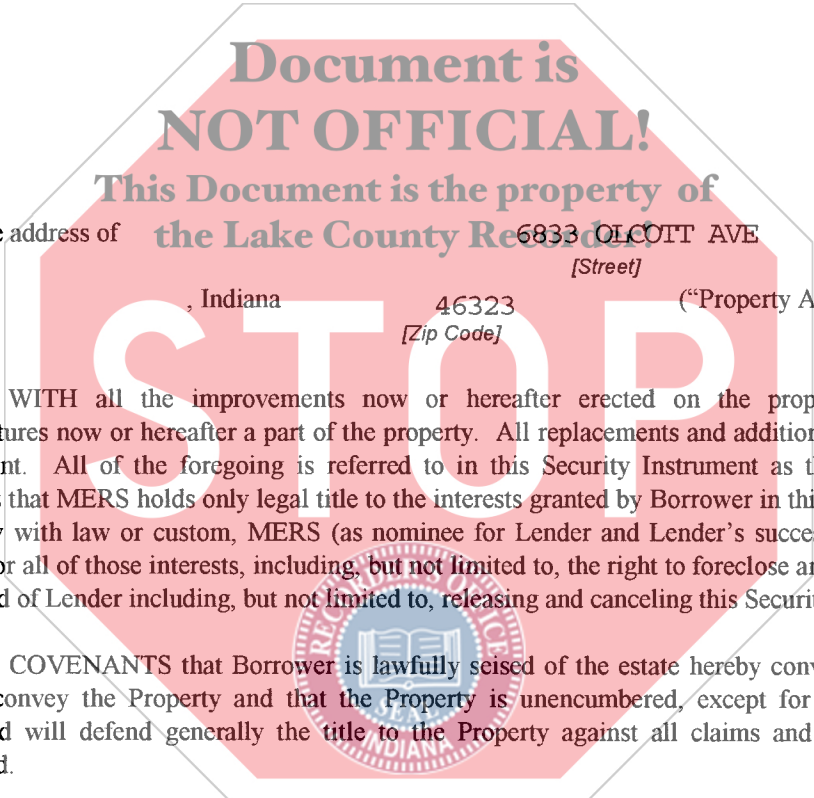 Document is
NOT OFFICIAL!
This Document is the property of
the Lake County Recorder!
address of 6833 OLCOTT AVE
[Street]
, Indiana 46323 ("Property A
[Zip Code]
STOP
WITH all the improvements now or hereafter erected on the prop
tures now or hereafter a part of the property. All replacements and addition
nt. All of the foregoing is referred to in this Security Instrument as t
that MERS holds only legal title to the interests granted by Borrower in thi
with law or custom, MERS (as nominee for Lender and Lender's succe
or all of those interests, including, but not limited to, the right to foreclose an
d of Lender including, but not limited to, releasing and canceling this Securit
COVENANTS that Borrower is lawfully seised of the estate hereby conv
convey the Property and that the Property is unencumbered, except for
d will defend generally the title to the Property against all claims and
d.
RECORDER'S OFFICE
SEAL
INDIANA